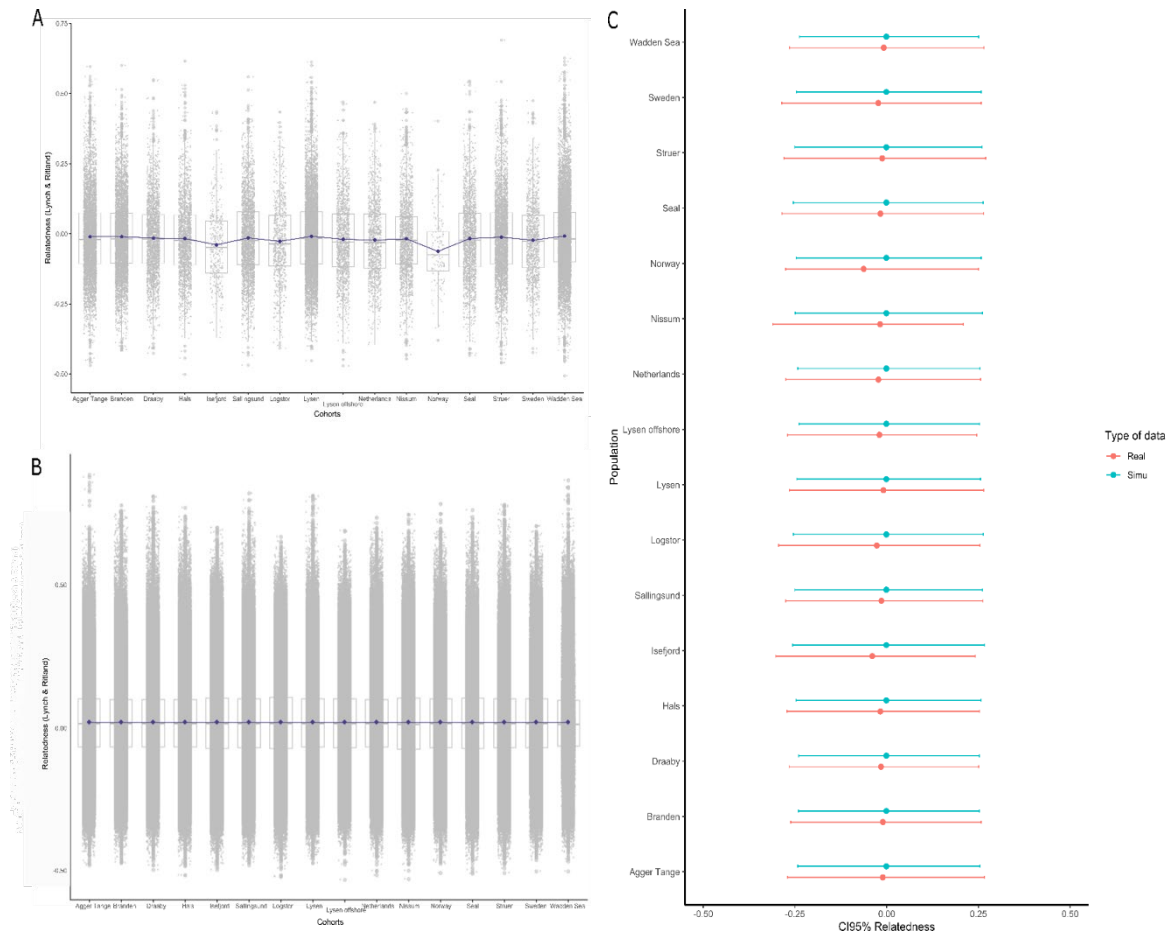 A
0.75
0.60
0.25
0.00
-0.25
-0.00
Relatedness (Lynch & Ritland)
Agger Tange Branden Draaby Hals Isefjord Sallingsund Logstor Lysen Lysen offshore Netherlands Nissum Norway Seal Struer Sweden Wadden Sea
Cohorts
B
0.50
0.00
-0.50
Relatedness (Lynch & Ritland)
Agger Tange Branden Draaby Hals Isefjord Sallingsund Logstor Lysen Lysen offshore Netherlands Nissum Norway Seal Struer Sweden Wadden Sea
Cohorts
C
Population
Wadden Sea
Sweden
Struer
Seal
Norway
Nissum
Netherlands
Lysen offshore
Lysen
Logstor
Sallingsund
Isefjord
Hals
Draaby
Branden
Agger Tange
-0.50 -0.25 0.00 0.25 0.50
CI95% Relatedness
Type of data
Real
Simu